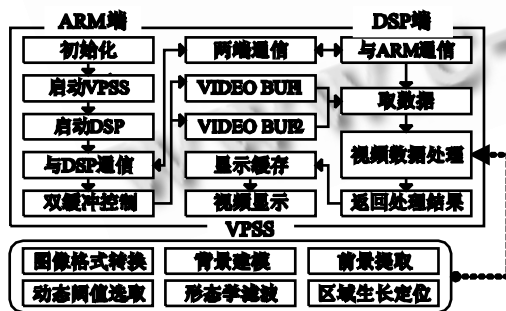 ARM端
DSP端
初始化
两端通信
与ARM通信
启动VPSS
VIDEO BUF1
取数据
启动DSP
VIDEO BUF2
与DSP通信
显示缓存
视频数据处理
双缓冲控制
视频显示
返回处理结果
VPSS
图像格式转换
背景建模
前景提取
动态阈值选取
形态学滤波
区域生长定位